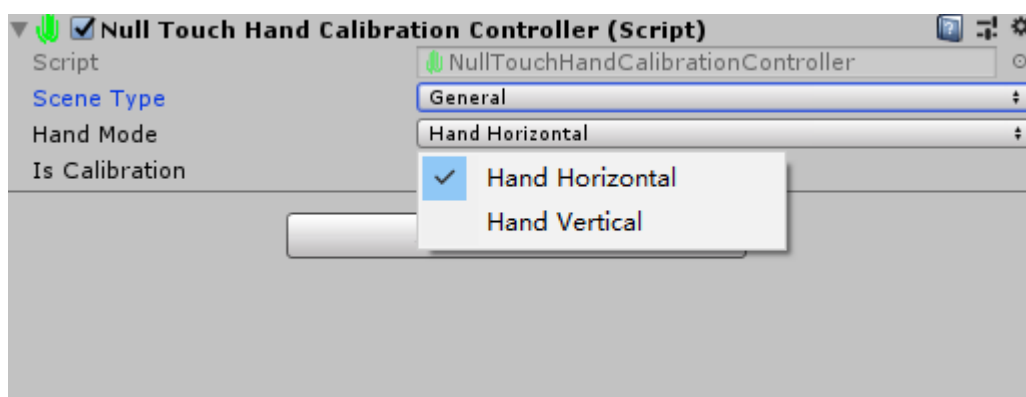 Null Touch Hand Calibration Controller (Script)
Script NullTouchHandCalibrationController
Scene Type General
Hand Mode Hand Horizontal
Is Calibration
Hand Horizontal
Hand Vertical